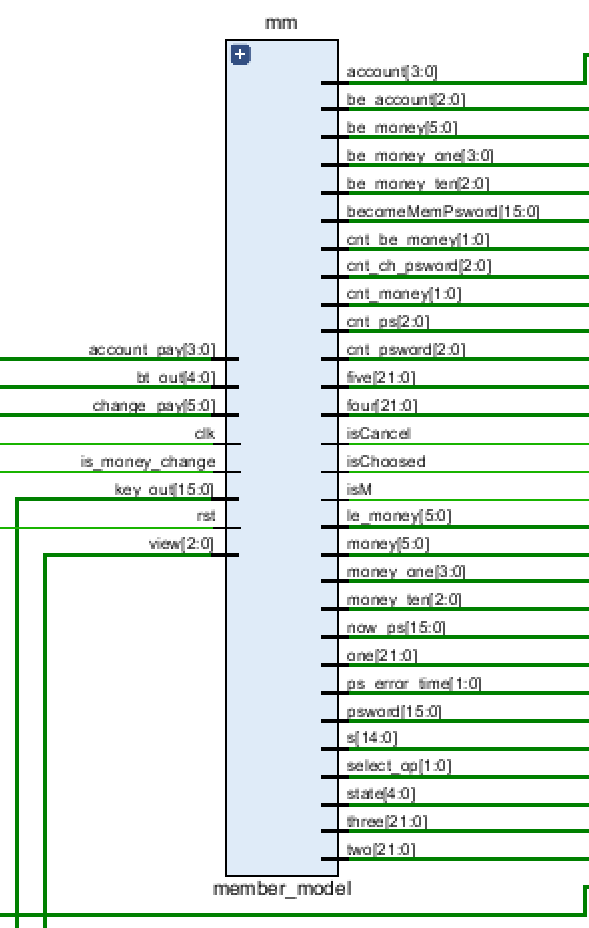 mm
account[3:0]
be_account[2:0]
be_money[5:0]
be_money_one[3:0]
be_money_ten[2:0]
becomeMemPsword[15:0]
cnt_be_money[1:0]
cnt_ch_psword[2:0]
cnt_money[1:0]
cnt_ps[2:0]
account_pay[3:0] cnt_psword[2:0]
bt_out[4:0] five[21:0]
change_pay[5:0] four[21:0]
clk isCancel
is_money_change isChoosed
key_out[15:0] isM
rst le_money[5:0]
view[2:0] money[5:0]
money_one[3:0]
money_ten[2:0]
now_ps[15:0]
one[21:0]
ps_error_time[1:0]
psword[15:0]
s[14:0]
select_op[1:0]
state[4:0]
three[21:0]
two[21:0]
member_model